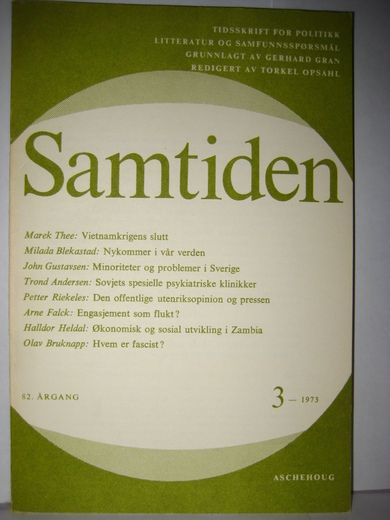 TIDSSKRIFT FOR POLITIKK
LITTERATUR OG SAMFUNNSSPØRSMÅL
GRUNNLAGT AV GERHARD GRAN
REDIGERT AV TORKEL OPSAHL
Samtiden
Marek Thee: Vietnamkrigens slutt
Milada Blekastad: Nykommer i vår verden
John Gustavsen: Minoriteter og problemer i Sverige
Trond Andersen: Sovjets spesielle psykiatriske klinikker
Petter Riekeles: Den offentlige utenriksopinion og pressen
Arne Falck: Engasjement som flukt?
Halldor Heldal: Økonomisk og sosial utvikling i Zambia
Olav Bruknapp: Hvem er fascist?
82. ÅRGANG
3 – 1973
ASCHEHOUG